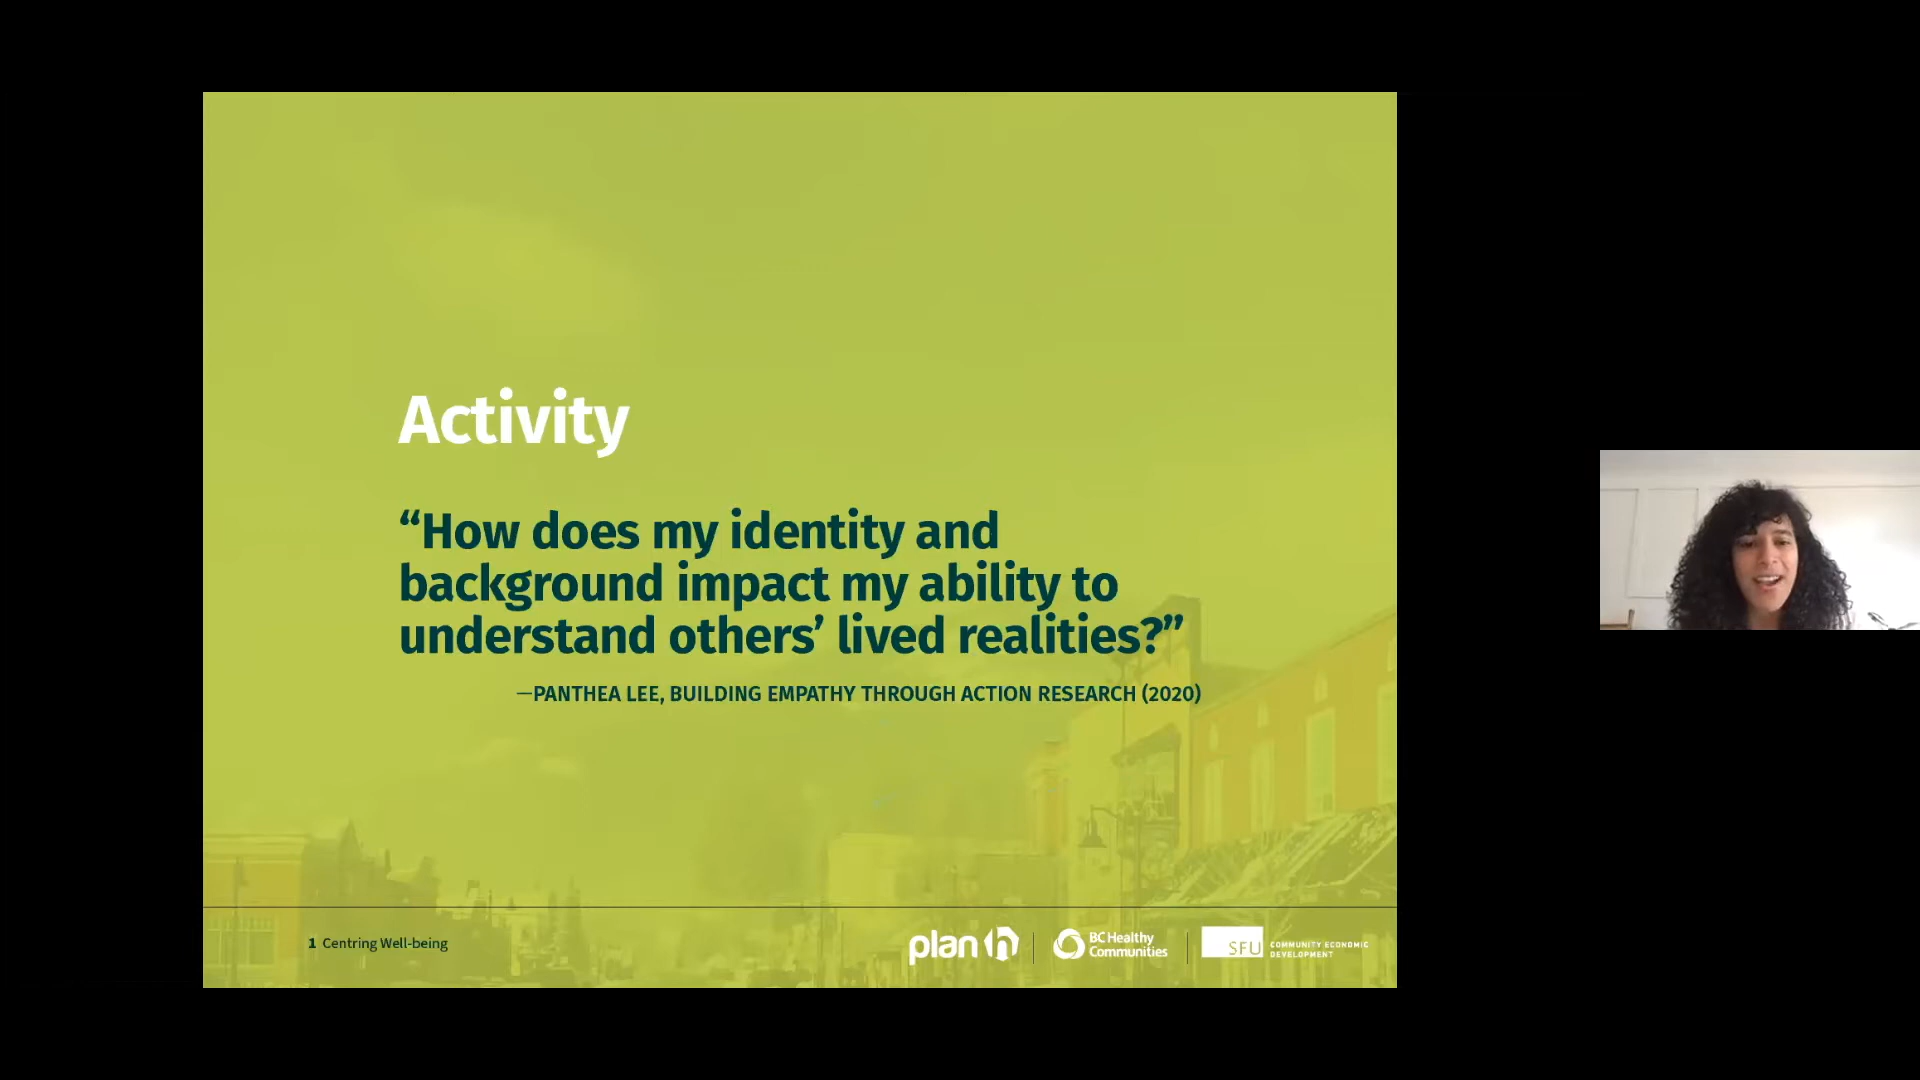 Activity
“How does my identity and
background impact my ability to
understand others’ lived realities?”
—PANTHEA LEE, BUILDING EMPATHY THROUGH ACTION RESEARCH (2020)
1 Centring Well-being
plan h
BC Healthy
Communities
SFU
COMMUNITY ECONOMIC
DEVELOPMENT